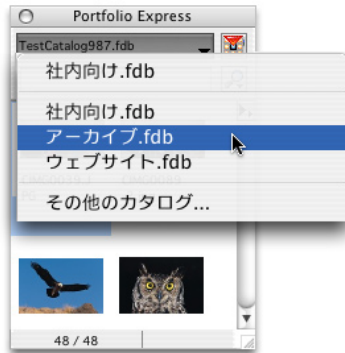 Portfolio Express
TestCatalog987.fdb
社内向け.fdb
社内向け.fdb
アーカイブ.fdb
ウェブサイト.fdb
その他のカタログ...
48 / 48